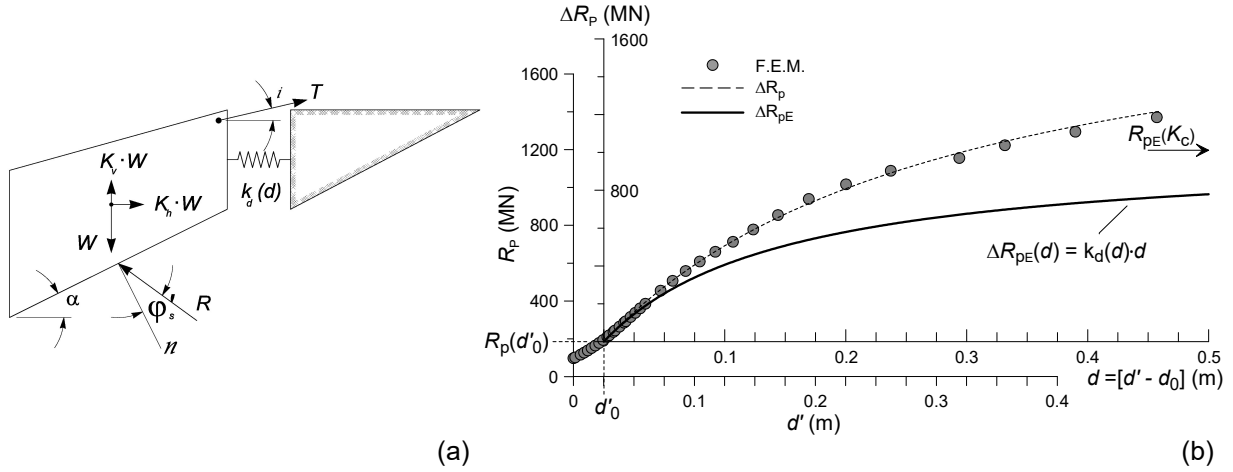 i
T
K_v·W
K_h·W
k_d(d)
W
α
φ'_s
R
n
(a)
ΔR_P (MN)
1600
1600
F.E.M.
ΔR_p
ΔR_pE
1200
R_pE(K_c)
800
800
R_P (MN)
ΔR_pE(d) = k_d(d)·d
400
R_p(d'_0)
0.1
0.2
0.3
0.4
0.5
0
d =[d' - d_0] (m)
0
d'_0
0.1
0.2
0.3
0.4
d' (m)
(b)